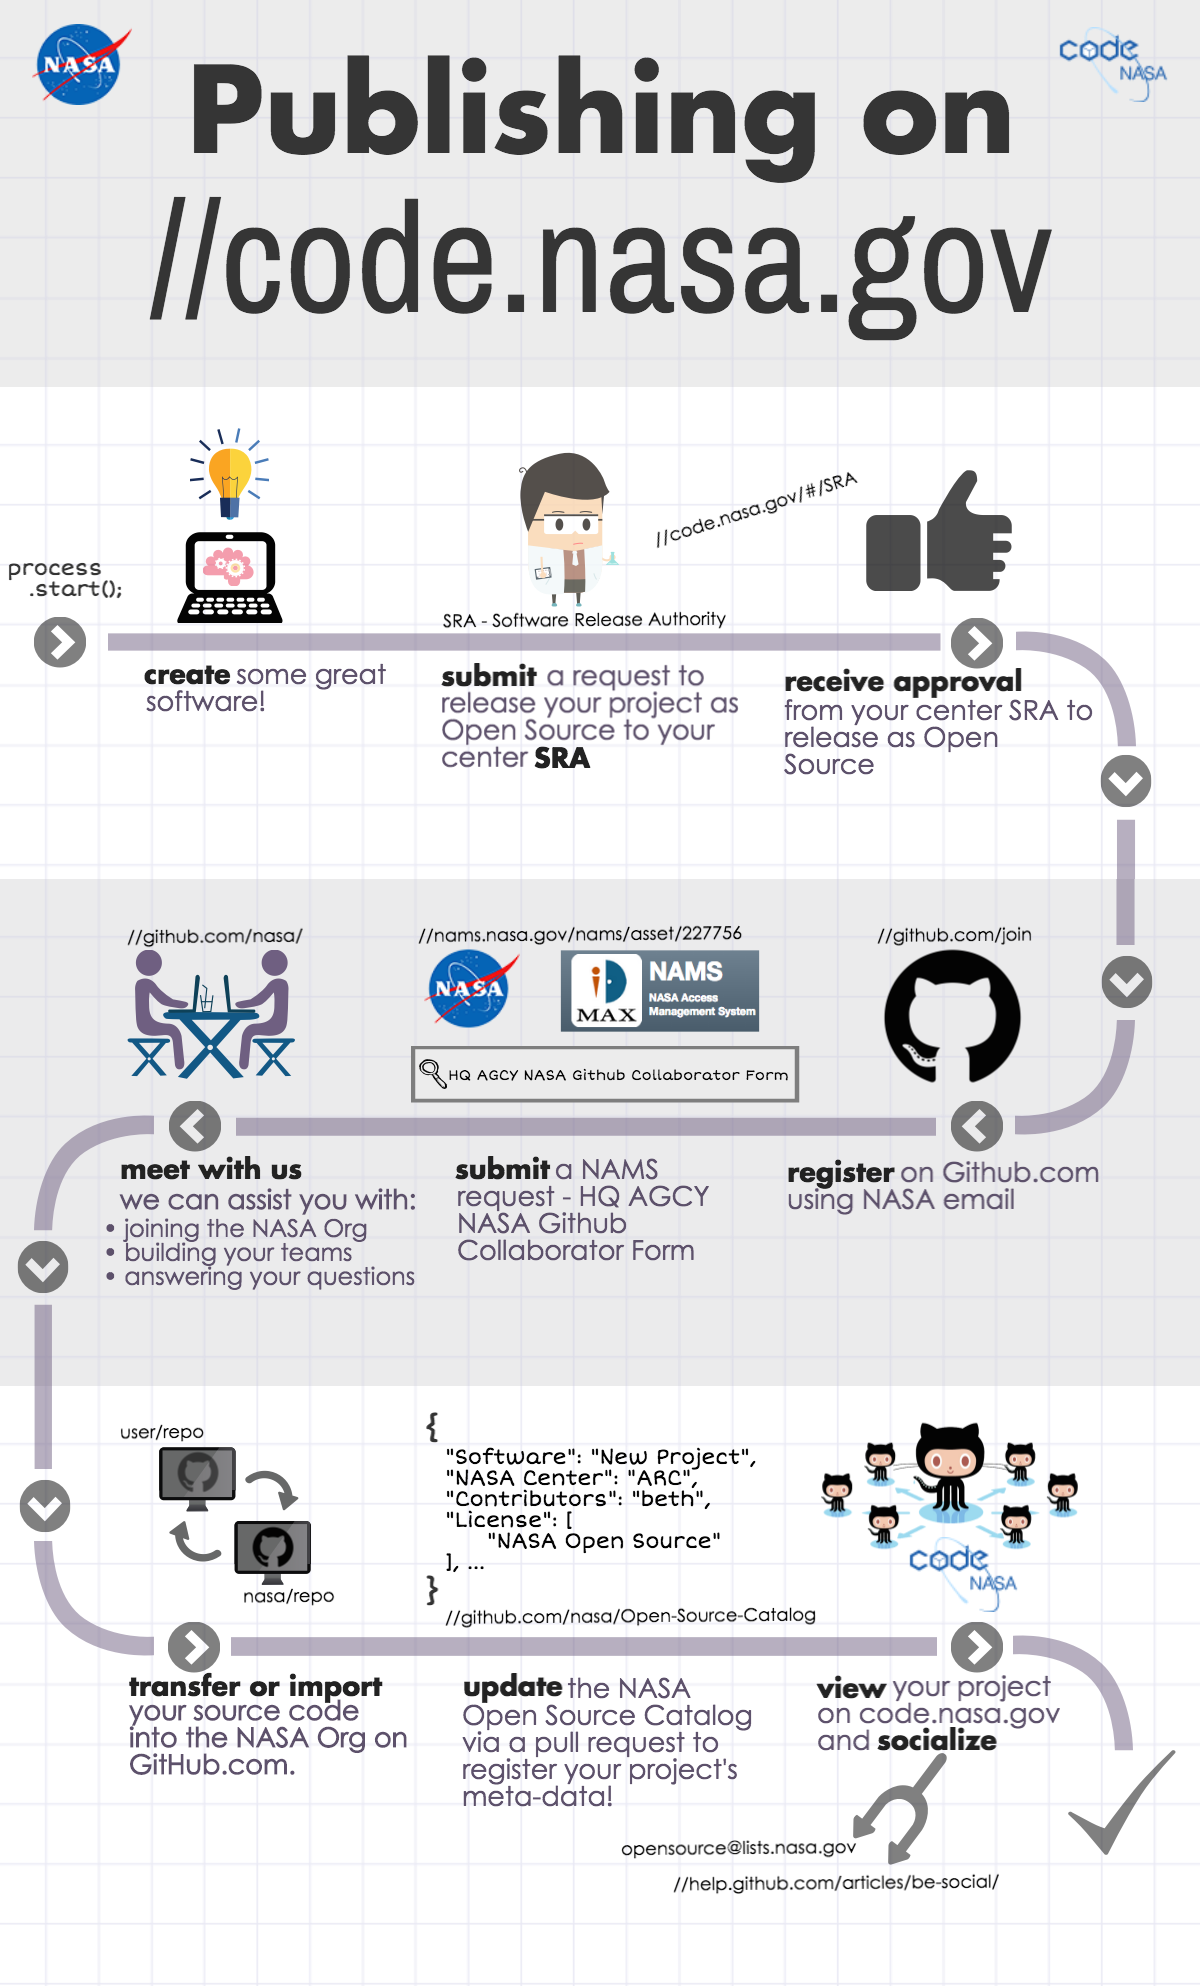 NASA
code
NASA
Publishing on
//code.nasa.gov
process
.start();
//code.nasa.gov/#/SRA
SRA - Software Release Authority
create some great
software!
submit a request to
release your project as
Open Source to your
center SRA
receive approval
from your center SRA to
release as Open
Source
//github.com/join
register on Github.com
using NASA email
//nams.nasa.gov/nams/asset/227756
NASA
MAX
NAMS
NASA Access
Management System
HQ AGCY NASA Github Collaborator Form
submit a NAMS
request - HQ AGCY
NASA Github
Collaborator Form
//github.com/nasa/
meet with us
we can assist you with:
• joining the NASA Org
• building your teams
• answering your questions
user/repo
nasa/repo
transfer or import
your source code
into the NASA Org on
GitHub.com.
{
"Software": "New Project",
"NASA Center": "ARC",
"Contributors": "beth",
"License": [
"NASA Open Source"
], ...
}
//github.com/nasa/Open-Source-Catalog
update the NASA
Open Source Catalog
via a pull request to
register your project's
meta-data!
code
NASA
view your project
on code.nasa.gov
and socialize
opensource@lists.nasa.gov
//help.github.com/articles/be-social/